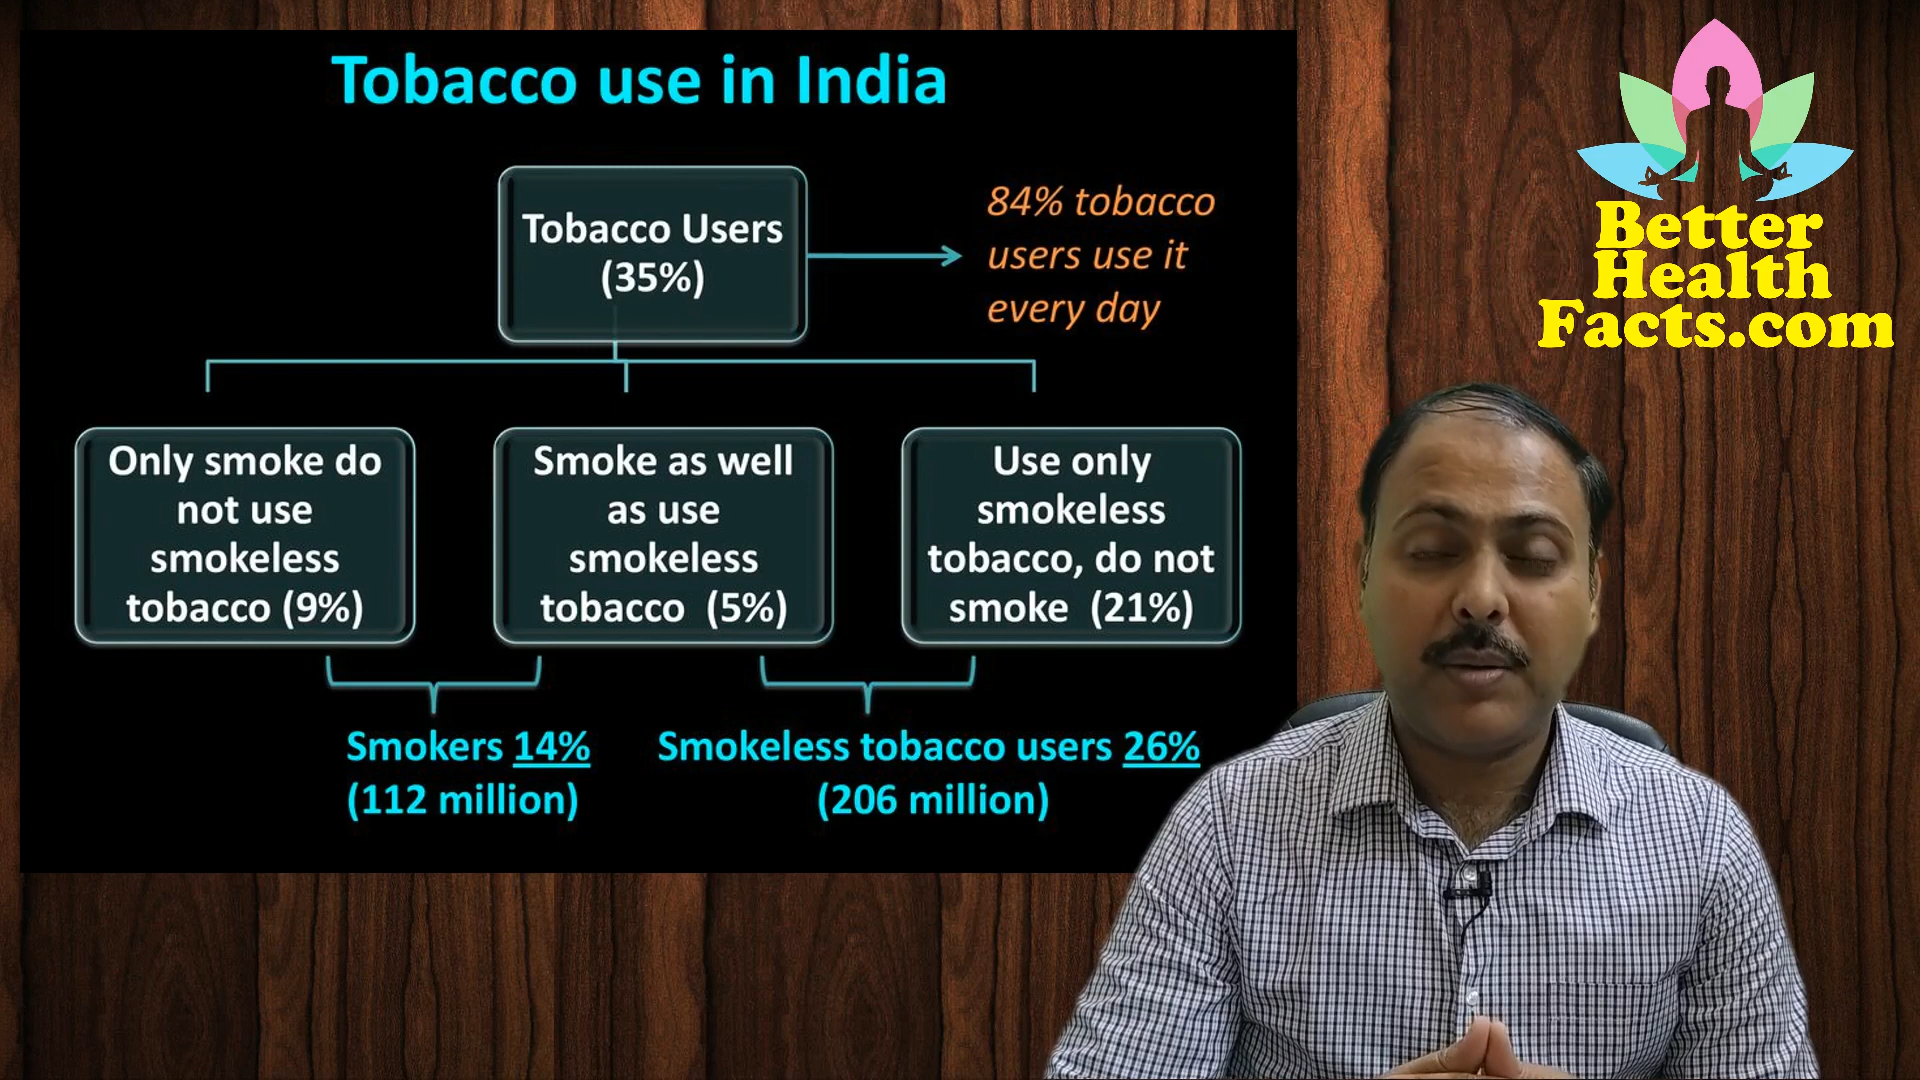 Tobacco use in India
Tobacco Users
(35%)
84% tobacco
users use it
every day
Only smoke do
not use
smokeless
tobacco (9%)
Smoke as well
as use
smokeless
tobacco (5%)
Use only
smokeless
tobacco, do not
smoke (21%)
Smokers 14%
(112 million)
Smokeless tobacco users 26%
(206 million)
Better
Health
Facts.com